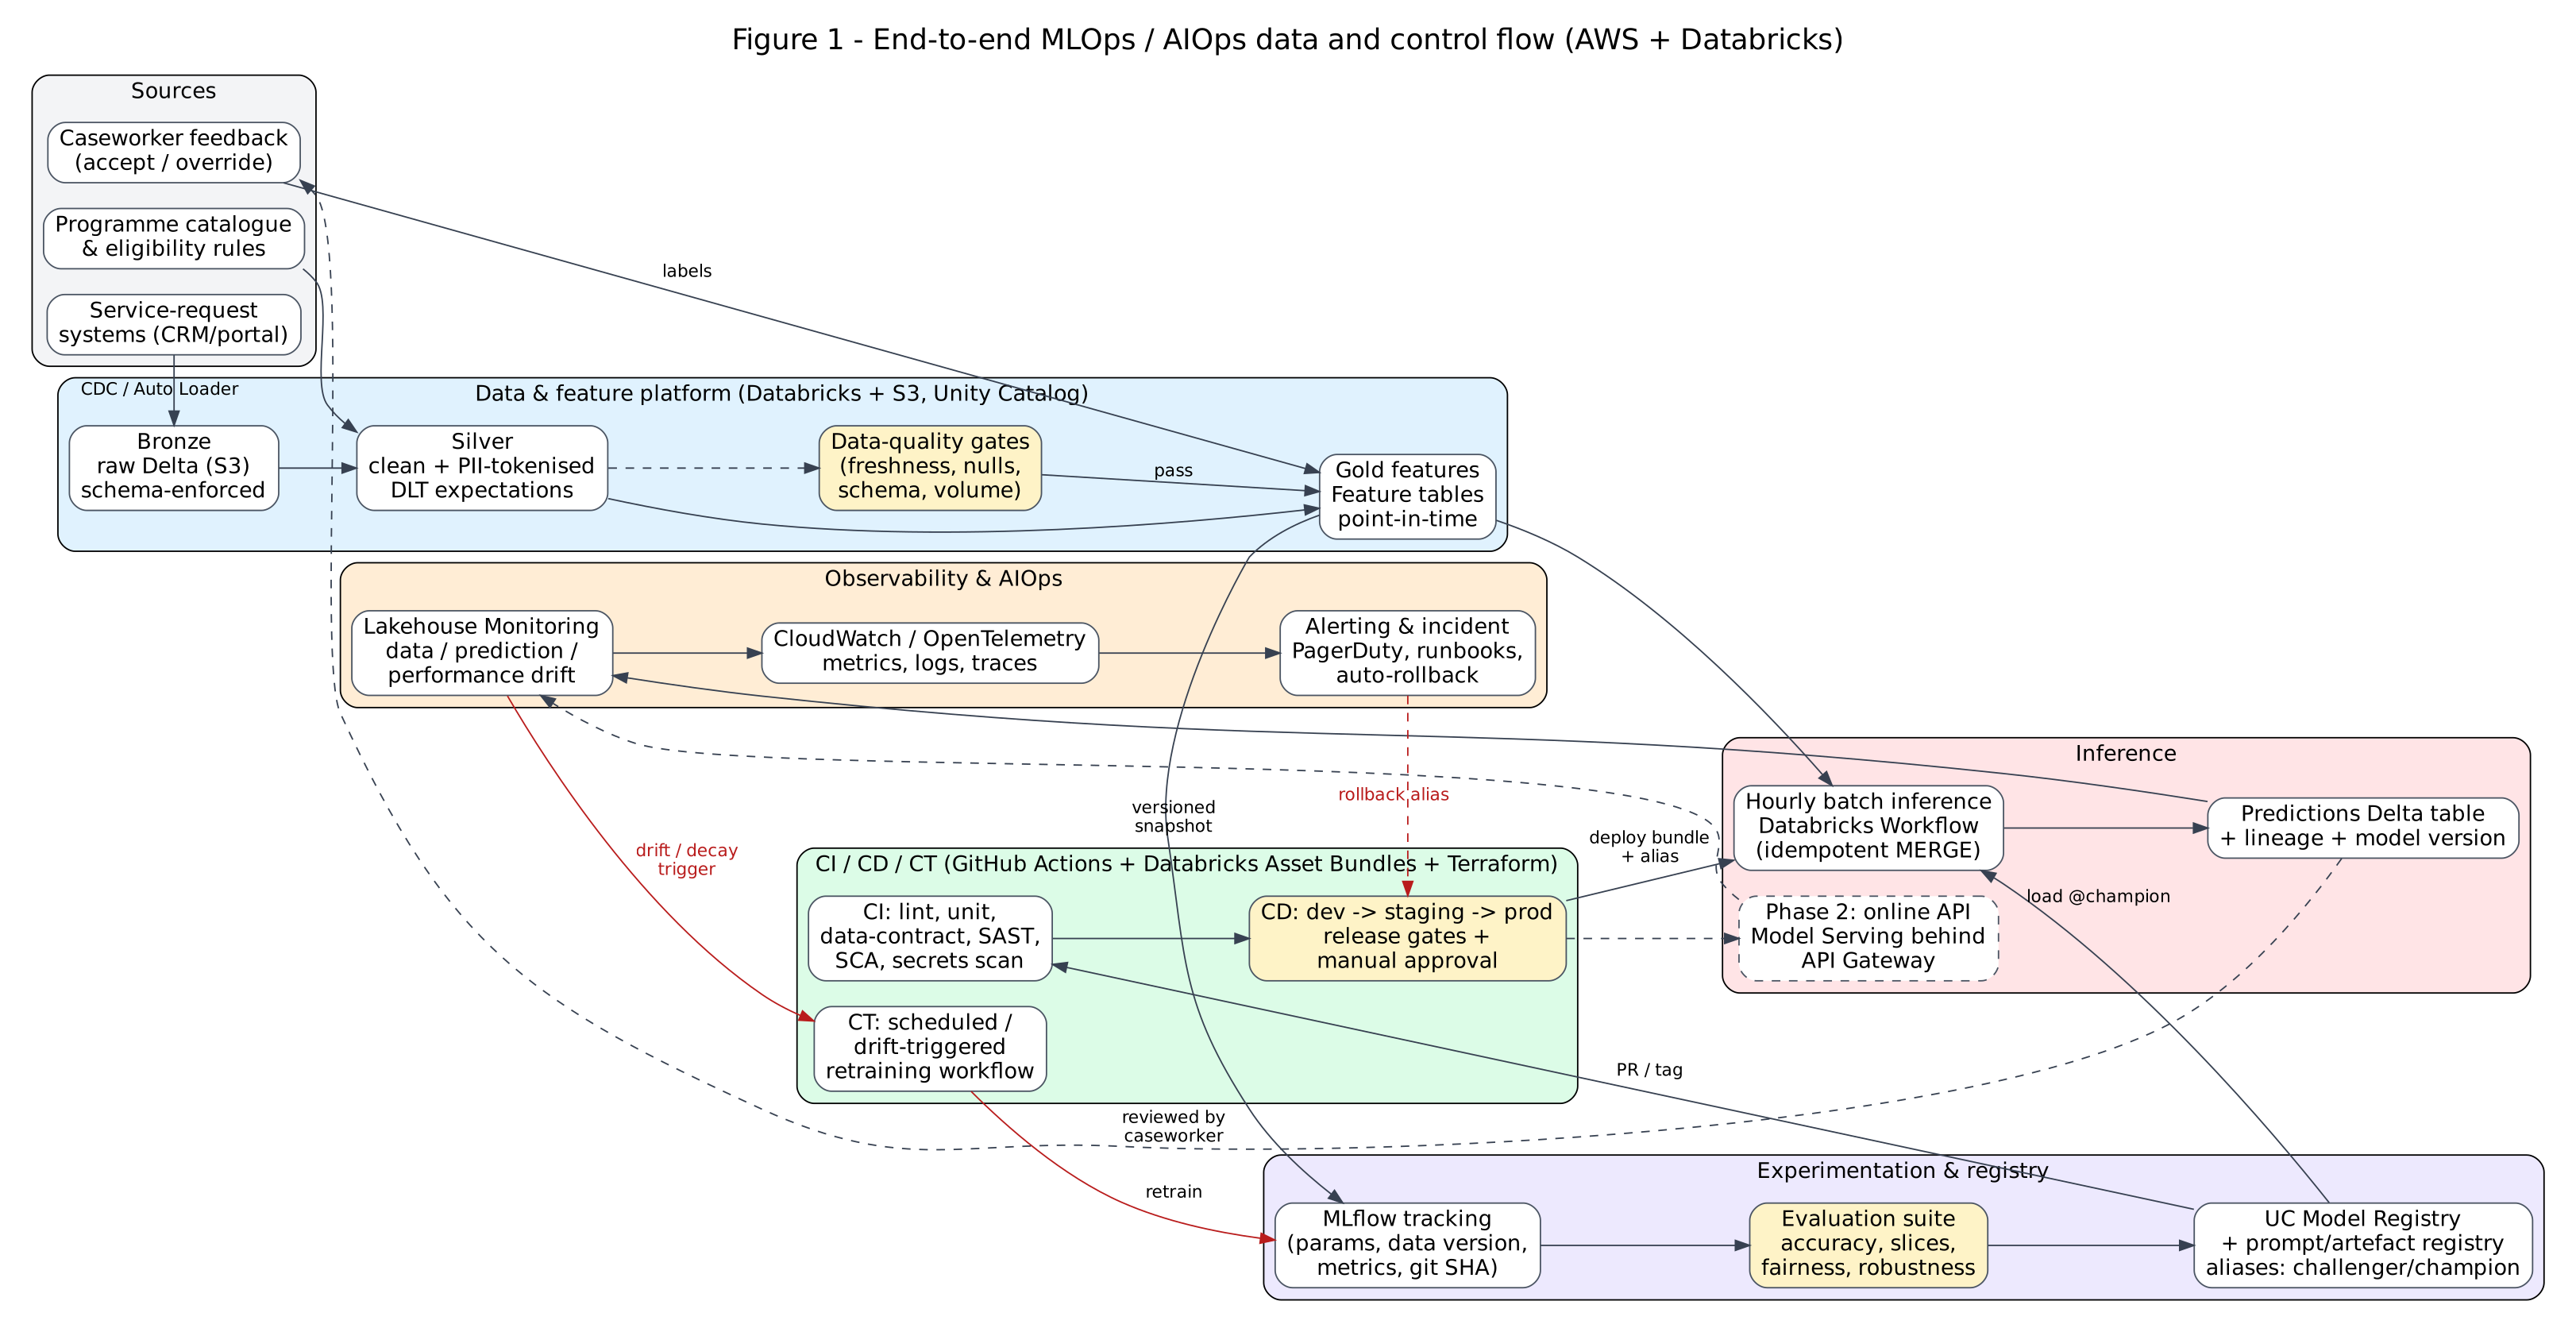 Figure 1 - End-to-end MLOps / AIOps data and control flow (AWS + Databricks)
Sources
Caseworker feedback
(accept / override)
Programme catalogue
& eligibility rules
Service-request
systems (CRM/portal)
labels
CDC / Auto Loader
Data & feature platform (Databricks + S3, Unity Catalog)
Bronze
raw Delta (S3)
schema-enforced
Silver
clean + PII-tokenised
DLT expectations
Data-quality gates
(freshness, nulls,
schema, volume)
pass
Gold features
Feature tables
point-in-time
Observability & AIOps
Lakehouse Monitoring
data / prediction /
performance drift
CloudWatch / OpenTelemetry
metrics, logs, traces
Alerting & incident
PagerDuty, runbooks,
auto-rollback
Inference
Hourly batch inference
Databricks Workflow
(idempotent MERGE)
Predictions Delta table
+ lineage + model version
Phase 2: online API
Model Serving behind
API Gateway
load @champion
deploy bundle
+ alias
rollback alias
versioned
snapshot
drift / decay
trigger
CI / CD / CT (GitHub Actions + Databricks Asset Bundles + Terraform)
CI: lint, unit,
data-contract, SAST,
SCA, secrets scan
CD: dev -> staging -> prod
release gates +
manual approval
CT: scheduled /
drift-triggered
retraining workflow
PR / tag
reviewed by
caseworker
retrain
Experimentation & registry
MLflow tracking
(params, data version,
metrics, git SHA)
Evaluation suite
accuracy, slices,
fairness, robustness
UC Model Registry
+ prompt/artefact registry
aliases: challenger/champion